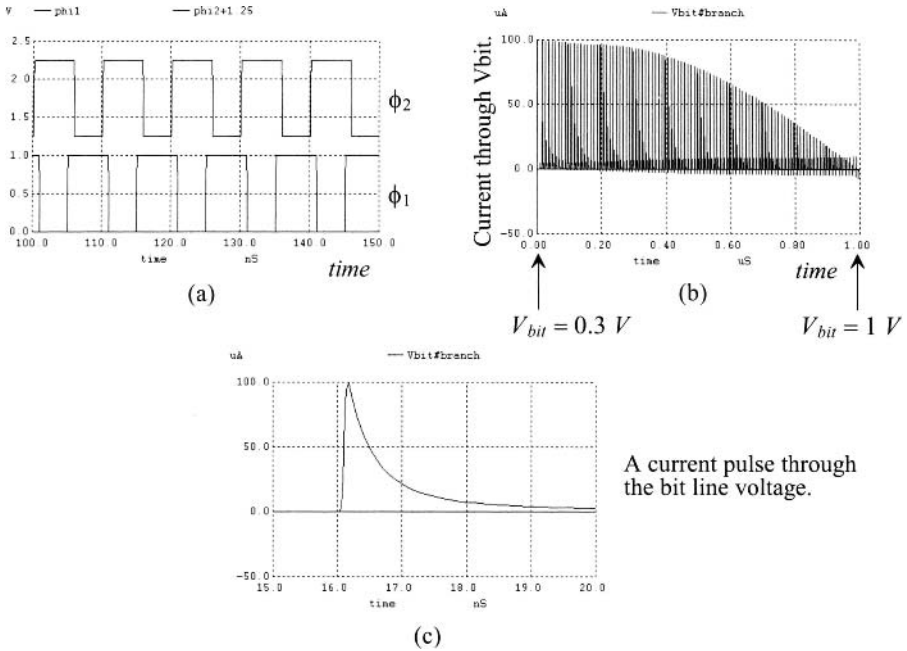 V — phi1 — phi2+1.25
2.5
2.0
1.5
1.0
0.5
0.0
ϕ2
ϕ1
100.0 110.0 120.0 130.0 140.0 150.0
time nS time
(a)
uA — Vbit#branch
Current through Vbit.
100.0
50.0
0.0
-50.0
0.00 0.20 0.40 0.60 0.80 1.00
time uS time
(b)
Vbit = 0.3 V Vbit = 1 V
uA — Vbit#branch
100.0
50.0
0.0
-50.0
15.0 16.0 17.0 18.0 19.0 20.0
time nS
A current pulse through
the bit line voltage.
(c)